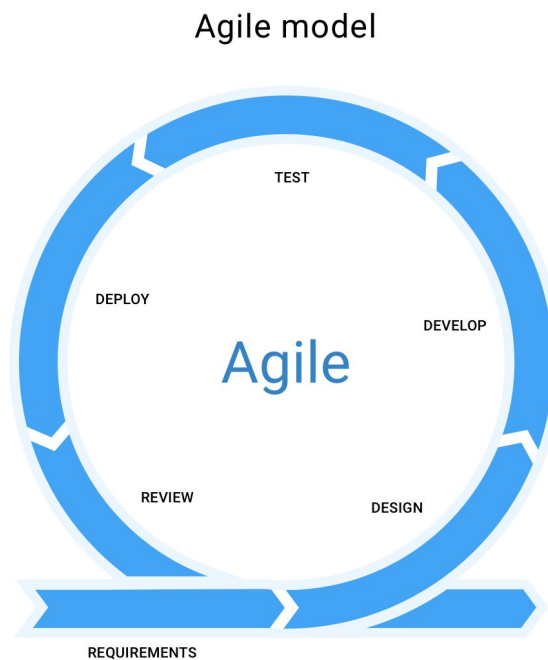 Agile model
TEST
DEPLOY
DEVELOP
Agile
REVIEW
DESIGN
REQUIREMENTS